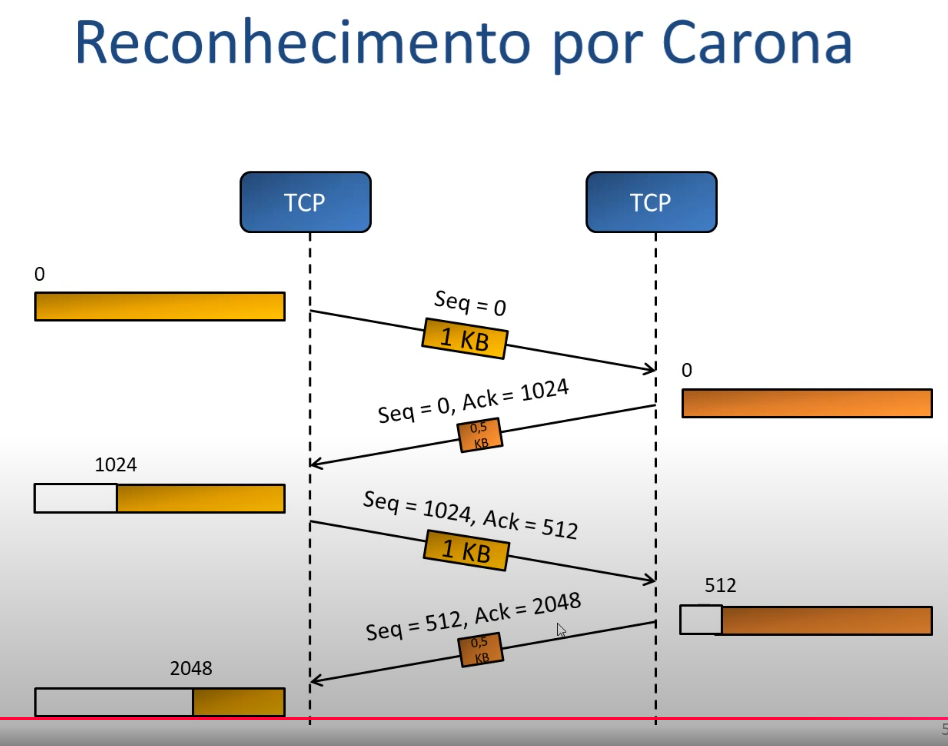 Reconhecimento por Carona
TCP
TCP
0
Seq = 0
1 KB
0
Seq = 0, Ack = 1024
0,5
KB
1024
Seq = 1024, Ack = 512
1 KB
512
Seq = 512, Ack = 2048
0,5
KB
2048
5